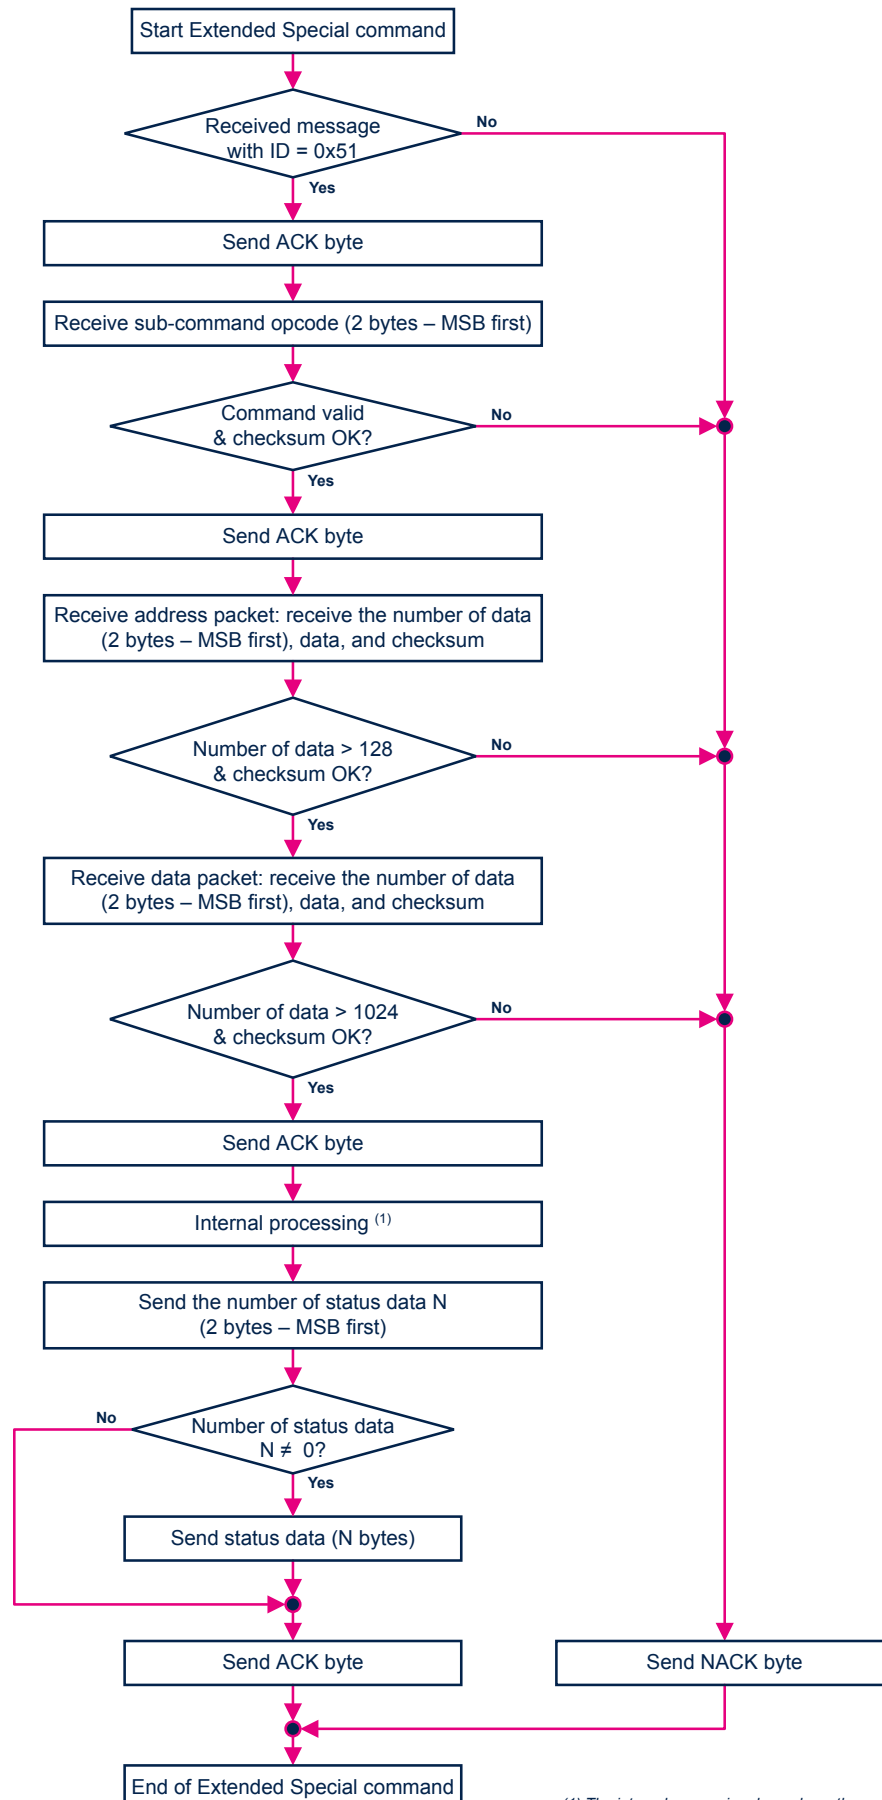 Start Extended Special command
Received message
with ID = 0x51
No
Yes
Send ACK byte
Receive sub-command opcode (2 bytes – MSB first)
Command valid
& checksum OK?
No
Yes
Send ACK byte
Receive address packet: receive the number of data
(2 bytes – MSB first), data, and checksum
Number of data > 128
& checksum OK?
No
Yes
Receive data packet: receive the number of data
(2 bytes – MSB first), data, and checksum
Number of data > 1024
& checksum OK?
No
Yes
Send ACK byte
Internal processing (1)
Send the number of status data N
(2 bytes – MSB first)
No
Number of status data
N ≠ 0?
Yes
Send status data (N bytes)
Send ACK byte
Send NACK byte
End of Extended Special command